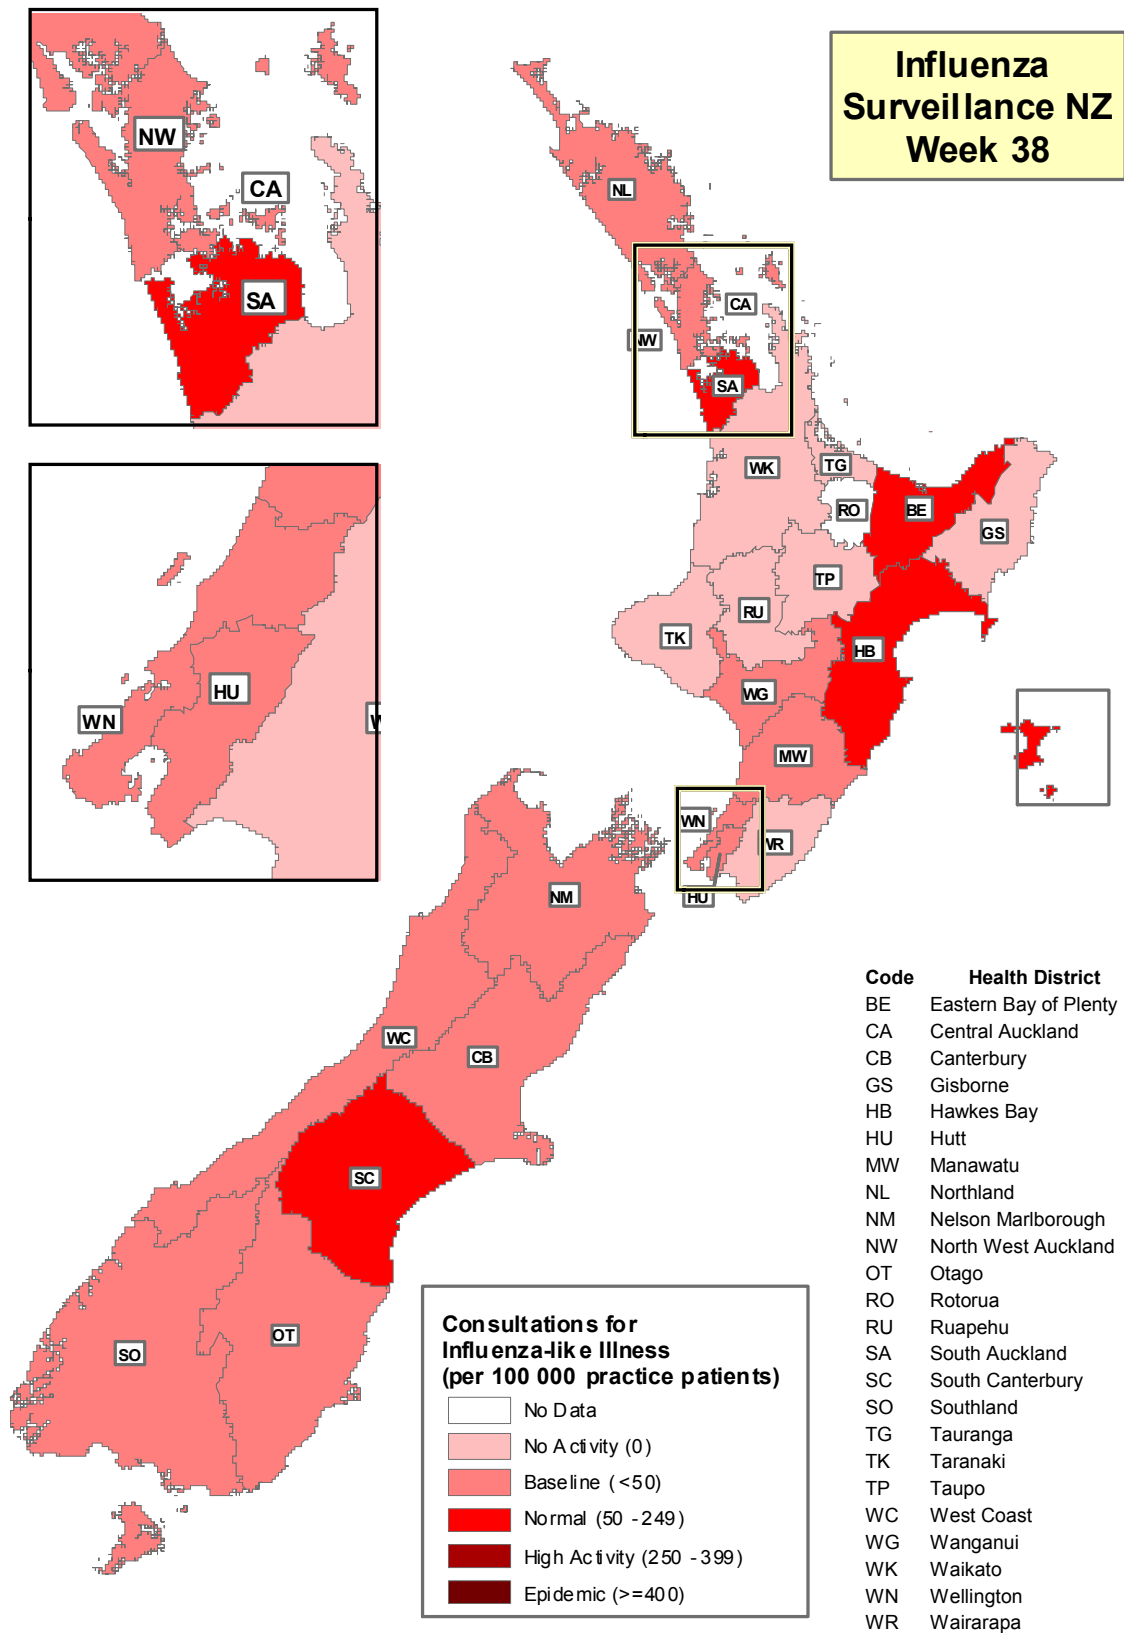 Influenza
Surveillance NZ
Week 38
NW
CA
SA
HU
WN
W
NL
CA
NW
SA
WK
TG
RO
BE
GS
TP
RU
TK
HB
WG
MW
WN
WR
HU
NM
WC
CB
SC
OT
SO
Consultations for
Influenza-like Illness
(per 100 000 practice patients)
No Data
No Activity (0)
Baseline (<50)
Normal (50 - 249)
High Activity (250 - 399)
Epidemic (>=400)
Code Health District
BE Eastern Bay of Plenty
CA Central Auckland
CB Canterbury
GS Gisborne
HB Hawkes Bay
HU Hutt
MW Manawatu
NL Northland
NM Nelson Marlborough
NW North West Auckland
OT Otago
RO Rotorua
RU Ruapehu
SA South Auckland
SC South Canterbury
SO Southland
TG Tauranga
TK Taranaki
TP Taupo
WC West Coast
WG Wanganui
WK Waikato
WN Wellington
WR Wairarapa